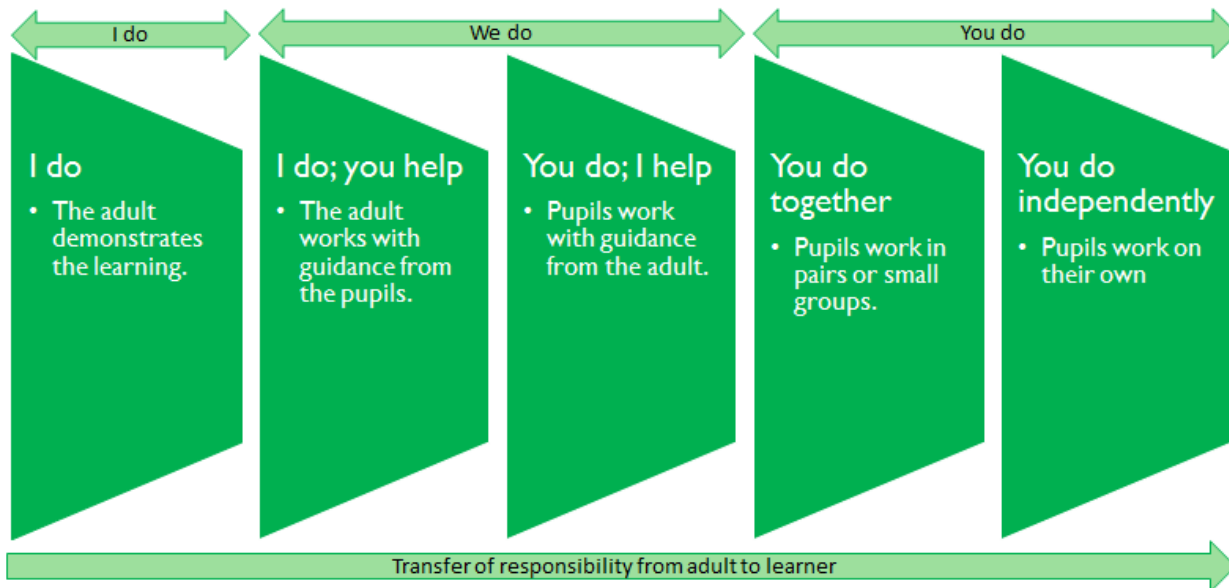 I do
We do
You do
I do
• The adult
demonstrates
the learning.
I do; you help
• The adult
works with
guidance from
the pupils.
You do; I help
• Pupils work
with guidance
from the adult.
You do
together
• Pupils work in
pairs or small
groups.
You do
independently
• Pupils work on
their own
Transfer of responsibility from adult to learner